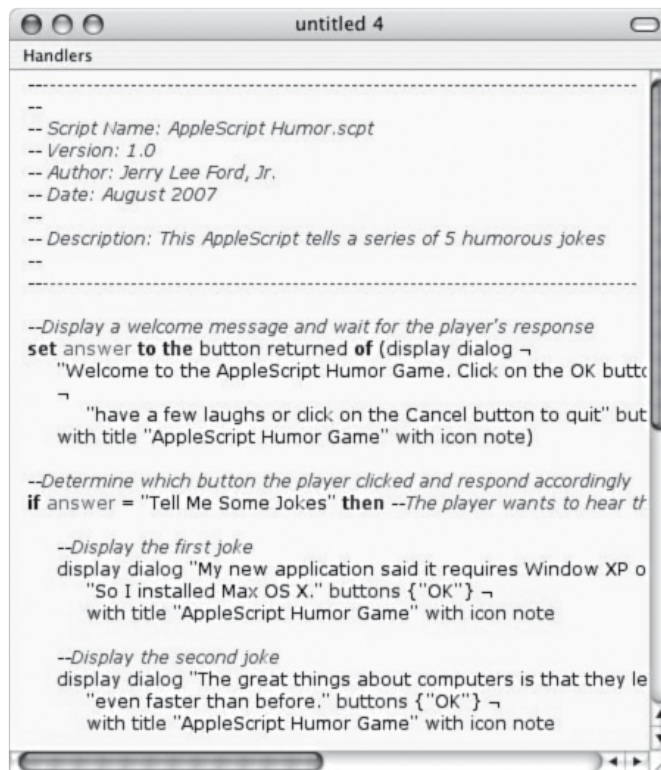 untitled 4
Handlers
------------------------------------------------------------------------
--
-- Script Name: AppleScript Humor.scpt
-- Version: 1.0
-- Author: Jerry Lee Ford, Jr.
-- Date: August 2007
--
-- Description: This AppleScript tells a series of 5 humorous jokes
--
------------------------------------------------------------------------
--Display a welcome message and wait for the player's response
set answer to the button returned of (display dialog ¬
"Welcome to the AppleScript Humor Game. Click on the OK butto
¬
"have a few laughs or click on the Cancel button to quit" but
with title "AppleScript Humor Game" with icon note)
--Determine which button the player clicked and respond accordingly
if answer = "Tell Me Some Jokes" then --The player wants to hear th
--Display the first joke
display dialog "My new application said it requires Window XP o
"So I installed Max OS X." buttons {"OK"} ¬
with title "AppleScript Humor Game" with icon note
--Display the second joke
display dialog "The great things about computers is that they le
"even faster than before." buttons {"OK"} ¬
with title "AppleScript Humor Game" with icon note